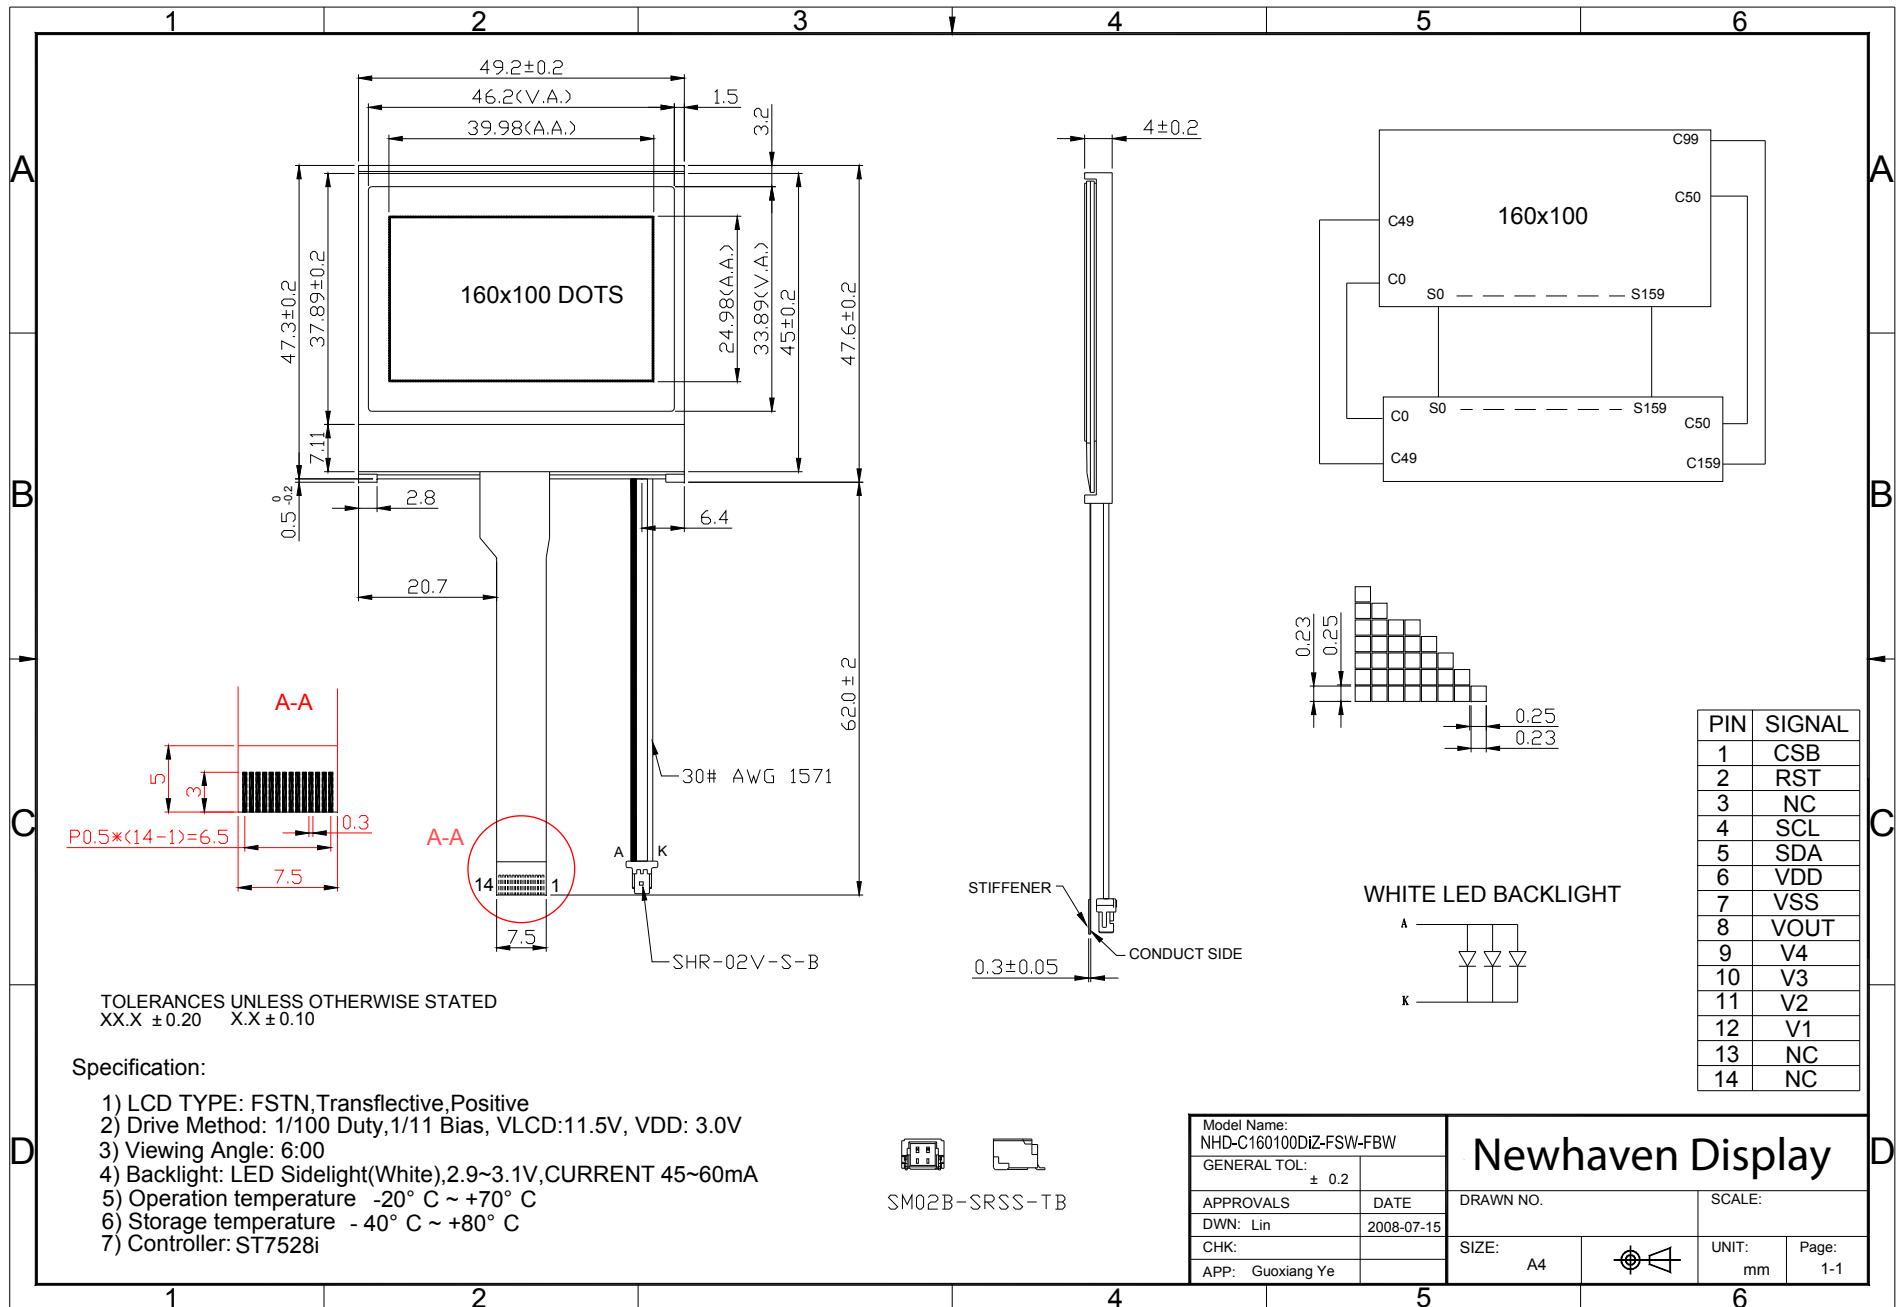 1 2 3 4 5 6
A A
B B
C C
D D
49.2±0.2
46.2(V.A.)
1.5
39.98(A.A.)
3.2
47.3±0.2
37.89±0.2
7.11
160x100 DOTS
24.98(A.A.)
33.89(V.A.)
45±0.2
47.6±0.2
0.5 0 -0.2
2.8
6.4
20.7
62.0 ± 2
30# AWG 1571
A-A
5
3
P0.5*(14-1)=6.5
0.3
7.5
A-A
A K
14 1
7.5
SHR-02V-S-B
4±0.2
STIFFENER
CONDUCT SIDE
0.3±0.05
C99
C50
160x100
C49
C0
S0 S159
C0 S0 S159
C50
C49
C159
0.23
0.25
0.25
0.23
WHITE LED BACKLIGHT
A
K
PIN SIGNAL
1 CSB
2 RST
3 NC
4 SCL
5 SDA
6 VDD
7 VSS
8 VOUT
9 V4
10 V3
11 V2
12 V1
13 NC
14 NC
TOLERANCES UNLESS OTHERWISE STATED
XX.X ±0.20 X.X ±0.10
Specification:
1) LCD TYPE: FSTN,Transflective,Positive
2) Drive Method: 1/100 Duty,1/11 Bias, VLCD:11.5V, VDD: 3.0V
3) Viewing Angle: 6:00
4) Backlight: LED Sidelight(White),2.9~3.1V,CURRENT 45~60mA
5) Operation temperature -20° C ~ +70° C
6) Storage temperature - 40° C ~ +80° C
7) Controller: ST7528i
SM02B-SRSS-TB
Model Name:
NHD-C160100DiZ-FSW-FBW
GENERAL TOL:
± 0.2
APPROVALS DATE
DWN: Lin 2008-07-15
CHK:
APP: Guoxiang Ye
Newhaven Display
DRAWN NO. SCALE:
SIZE: A4
UNIT: mm
Page: 1-1
1 2 4 5 6